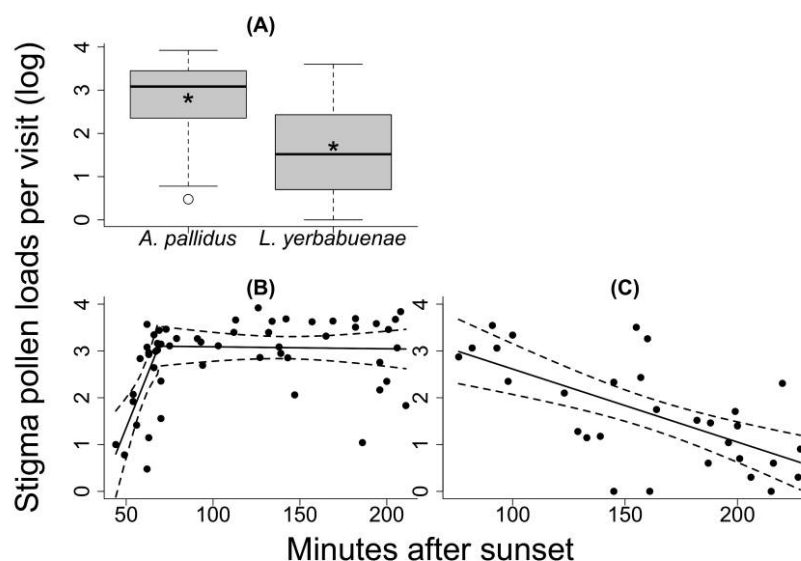 (A)
Stigma pollen loads per visit (log)
4
3
2
1
0
*
*
A. pallidus
L. yerbabuenae
(B)
(C)
4
3
2
1
0
4
3
2
1
0
50 100 150 200
100 150 200
Minutes after sunset